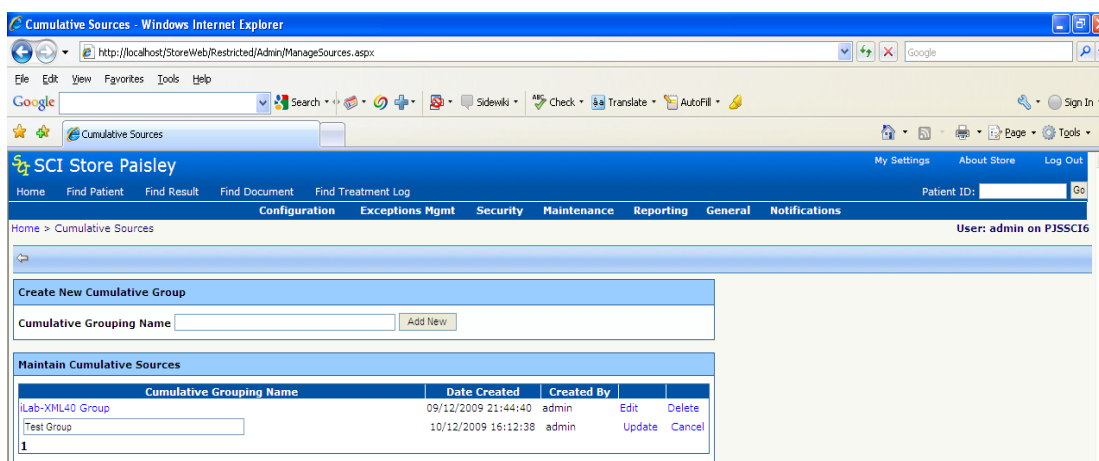 Cumulative Sources - Windows Internet Explorer
http://localhost/StoreWeb/Restricted/Admin/ManageSources.aspx Google
File Edit View Favorites Tools Help
Google Search Sidewiki ABC Check aあ Translate AutoFill Sign In
Cumulative Sources Page Tools
SCI Store Paisley My Settings About Store Log Out
Home Find Patient Find Result Find Document Find Treatment Log Patient ID: Go
Configuration Exceptions Mgmt Security Maintenance Reporting General Notifications
Home > Cumulative Sources User: admin on PJSSCI6
Create New Cumulative Group
Cumulative Grouping Name Add New
Maintain Cumulative Sources
Cumulative Grouping Name Date Created Created By
iLab-XML40 Group 09/12/2009 21:44:40 admin Edit Delete
Test Group 10/12/2009 16:12:38 admin Update Cancel
1